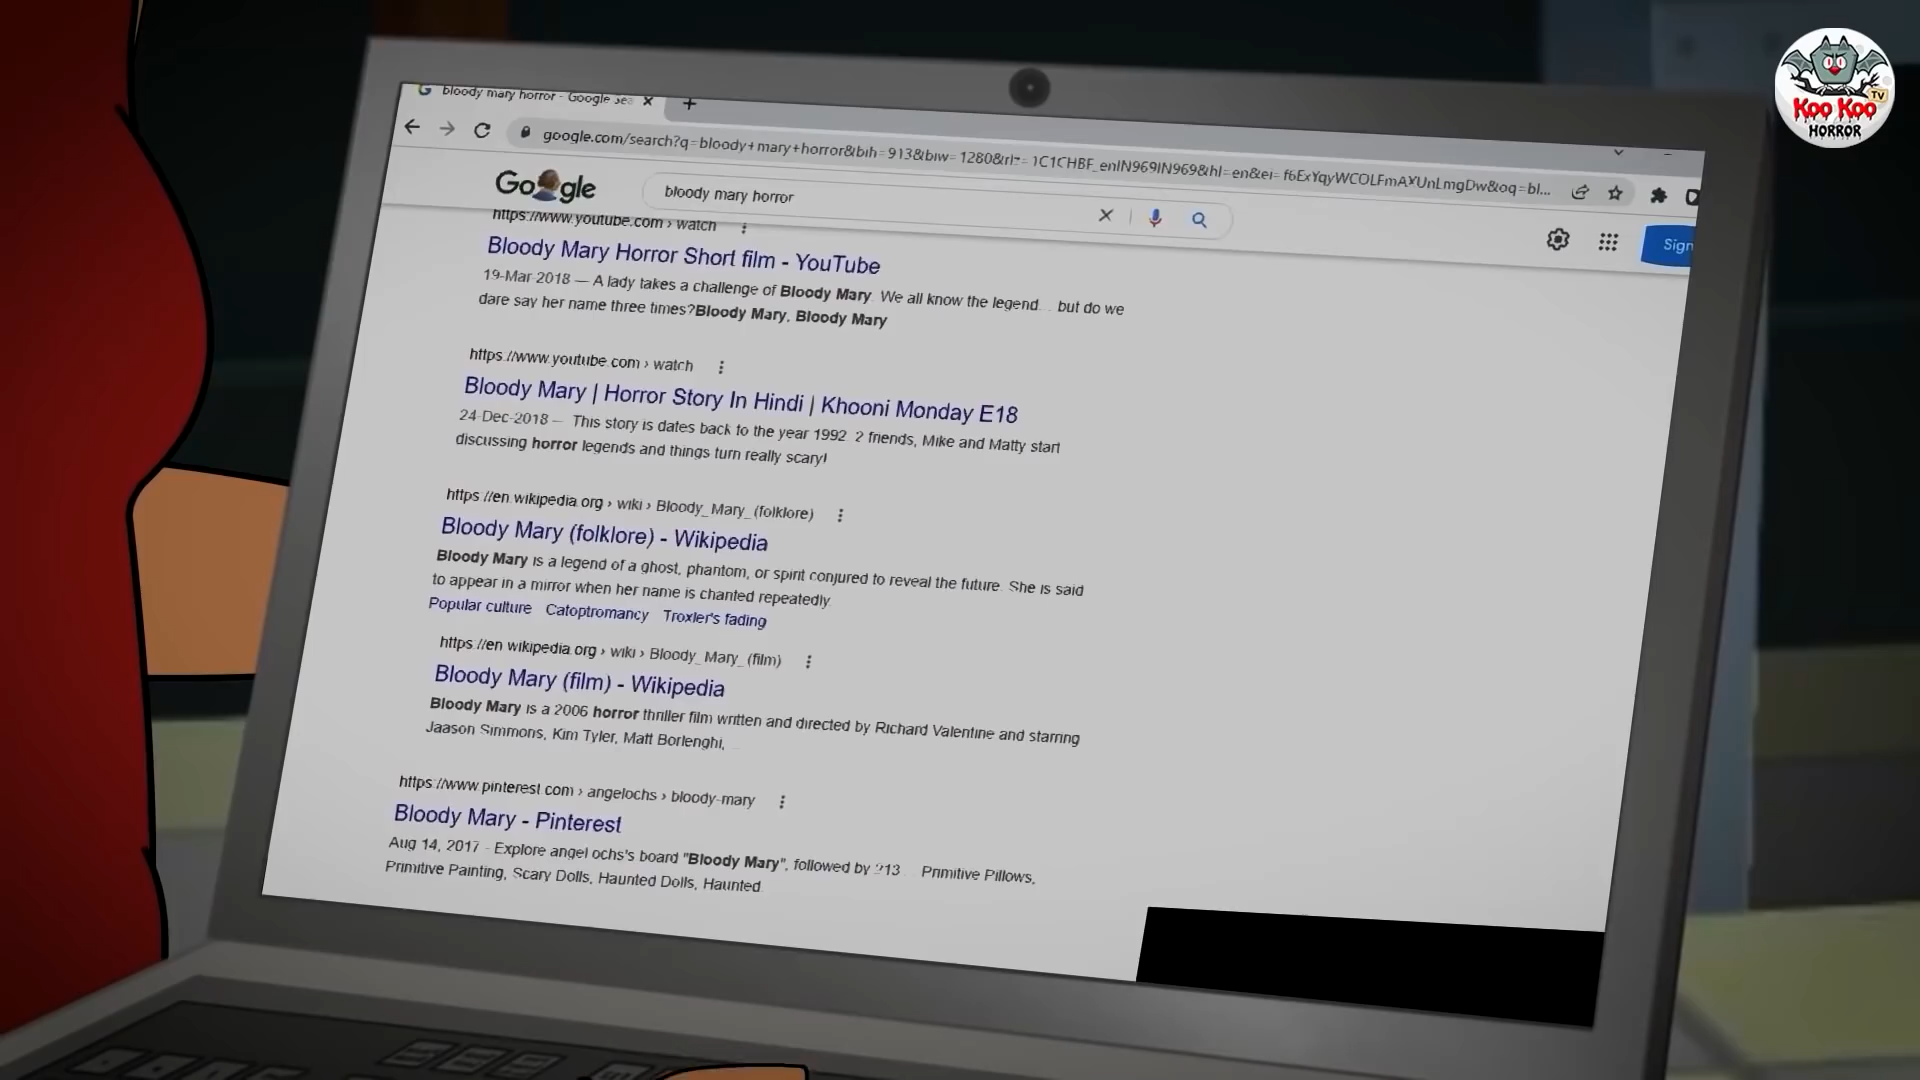 bloody mary horror - Google Sea
google.com/search?q=bloody+mary+horror&bih=913&biw=1280&rlz=1C1CHBF_enIN969IN969&hl=en&ei=f6ExYqyWCOLFmAXUnLmgDw&oq=bl...
Google
bloody mary horror
Sign
https://www.youtube.com › watch
Bloody Mary Horror Short film - YouTube
19-Mar-2018 — A lady takes a challenge of Bloody Mary. We all know the legend... but do we
dare say her name three times?Bloody Mary, Bloody Mary
https://www.youtube.com › watch
Bloody Mary | Horror Story In Hindi | Khooni Monday E18
24-Dec-2018 — This story is dates back to the year 1992. 2 friends, Mike and Matty start
discussing horror legends and things turn really scary!
https://en.wikipedia.org › wiki › Bloody_Mary_(folklore)
Bloody Mary (folklore) - Wikipedia
Bloody Mary is a legend of a ghost, phantom, or spirit conjured to reveal the future. She is said
to appear in a mirror when her name is chanted repeatedly.
Popular culture Catoptromancy Troxler's fading
https://en.wikipedia.org › wiki › Bloody_Mary_(film)
Bloody Mary (film) - Wikipedia
Bloody Mary is a 2006 horror thriller film written and directed by Richard Valentine and starring
Jaason Simmons, Kim Tyler, Matt Borlenghi, ...
https://www.pinterest.com › angelochs › bloody-mary
Bloody Mary - Pinterest
Aug 14, 2017 - Explore angel ochs's board "Bloody Mary", followed by 213 ... Primitive Pillows,
Primitive Painting, Scary Dolls, Haunted Dolls, Haunted
KOO KOO
TV
HORROR